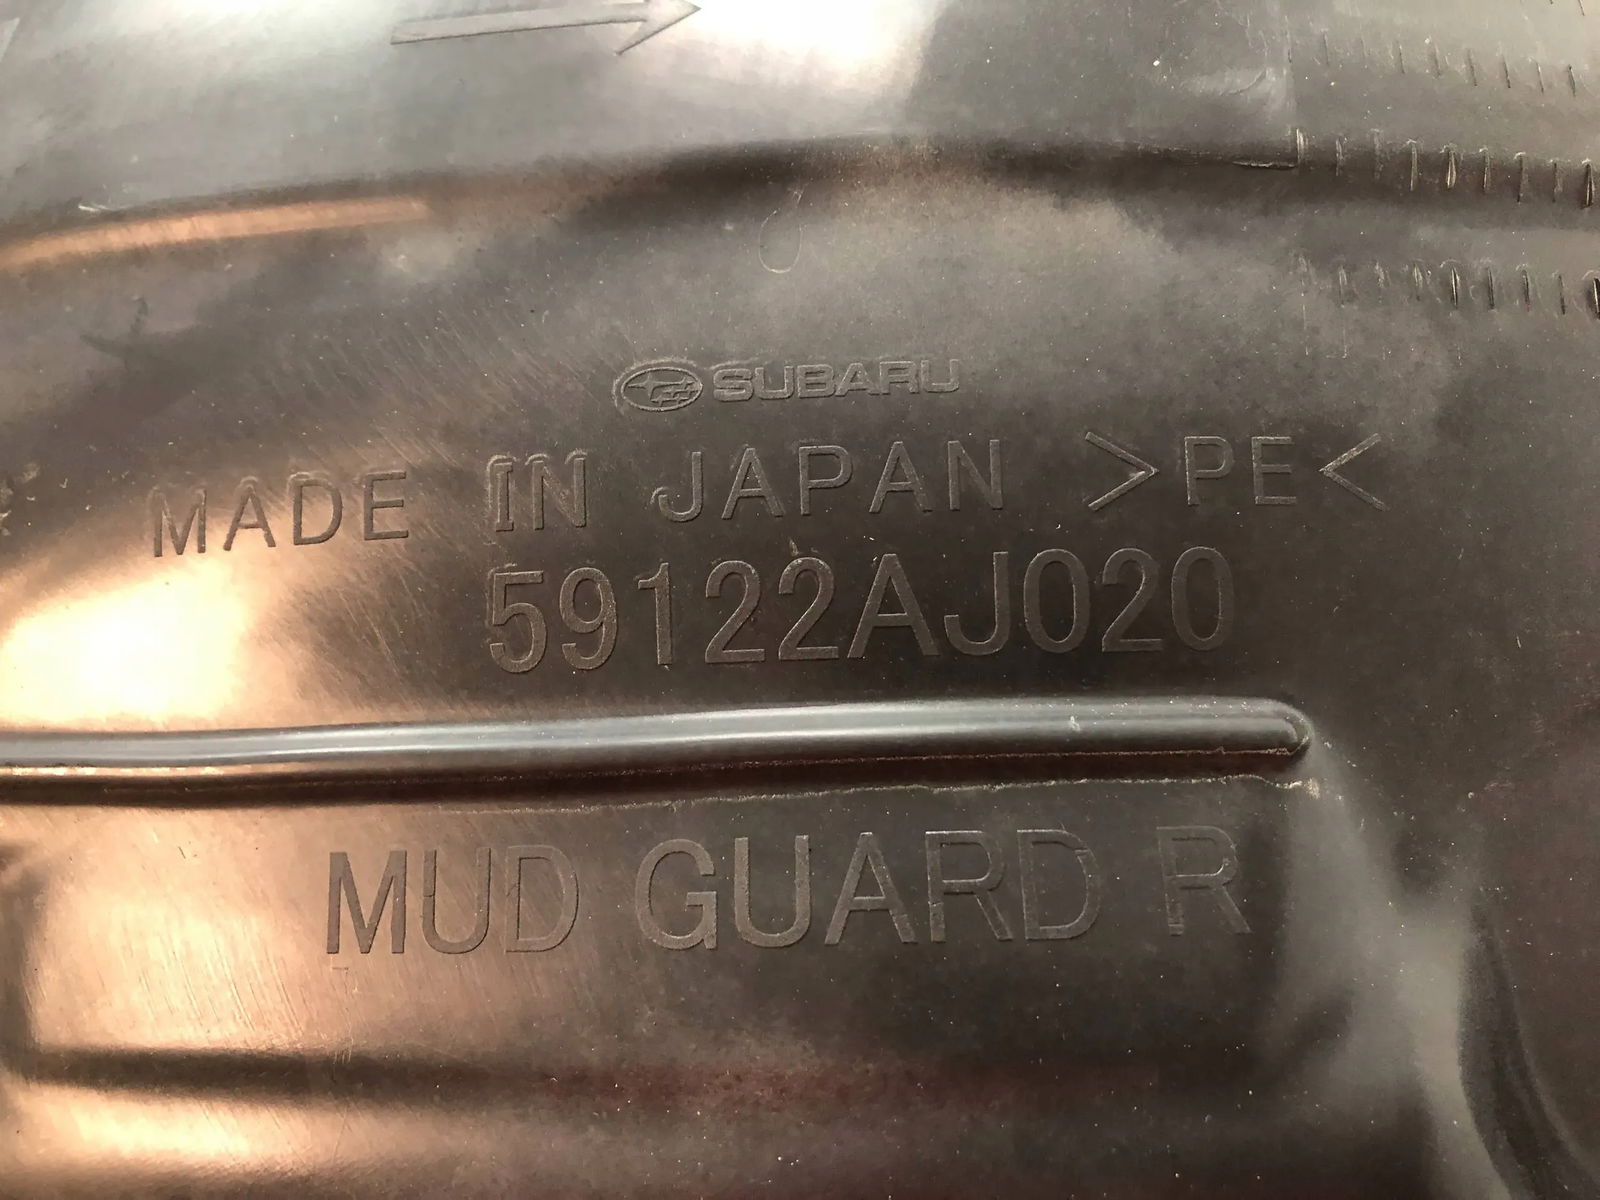 SUBARU
MADE IN JAPAN >PE<
59122AJ020
MUD GUARD R